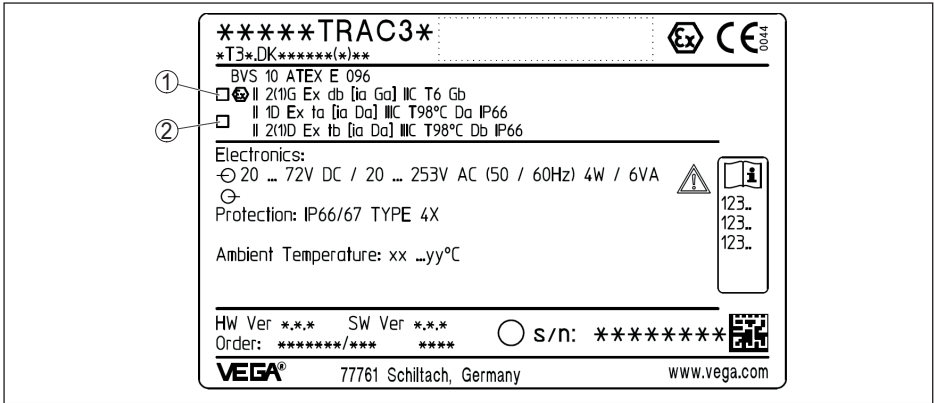 *****TRAC3*
*T3*.DK******(*)**
Ex
CE 0044
BVS 10 ATEX E 096
1
Ex II 2(1)G Ex db [ia Ga] IIC T6 Gb
II 1D Ex ta [ia Da] IIIC T98°C Da IP66
2
II 2(1)D Ex tb [ia Da] IIIC T98°C Db IP66
Electronics:
20 ... 72V DC / 20 ... 253V AC (50 / 60Hz) 4W / 6VA
Protection: IP66/67 TYPE 4X
Ambient Temperature: xx ...yy°C
i
123..
123..
123..
HW Ver *.*.* SW Ver *.*.*
Order: *******/*** ****
s/n: ********
VEGA®
77761 Schiltach, Germany
www.vega.com